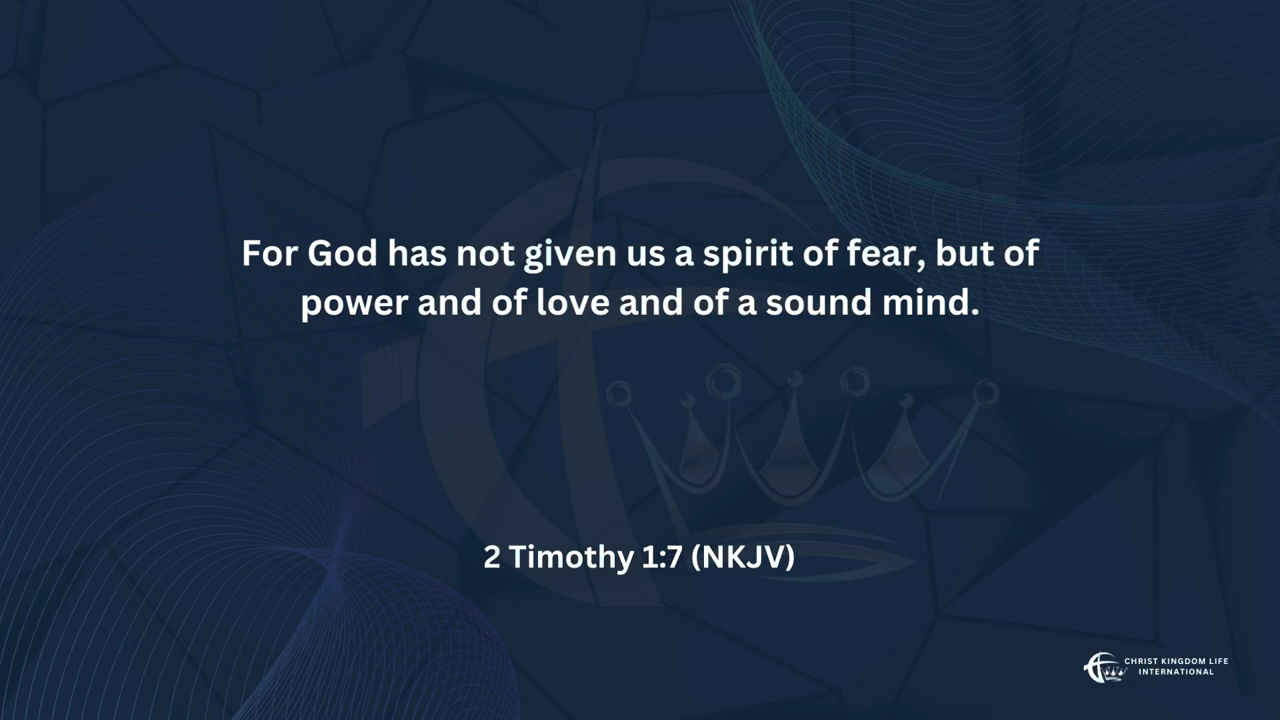 For God has not given us a spirit of fear, but of
power and of love and of a sound mind.
2 Timothy 1:7 (NKJV)
CHRIST KINGDOM LIFE
INTERNATIONAL